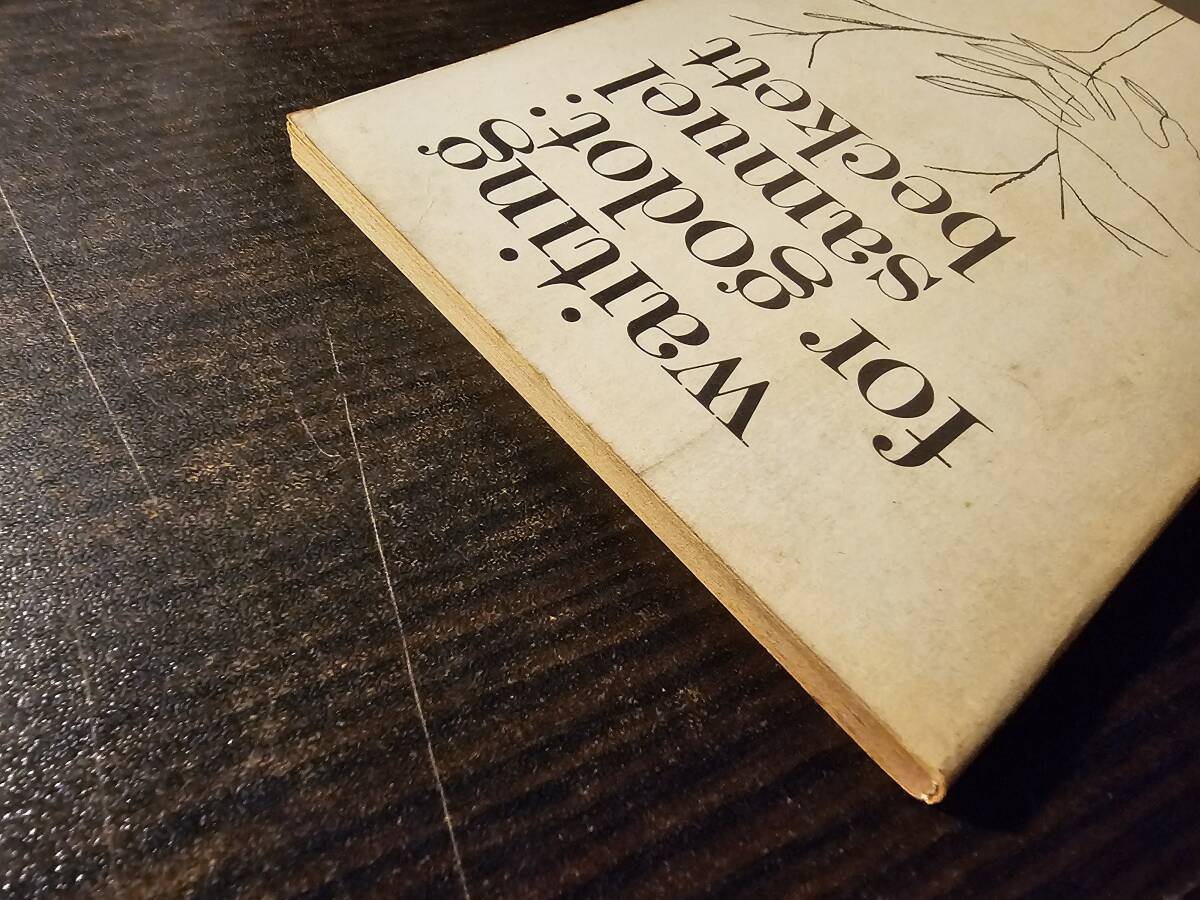 waiting
for godot:
samuel
beckett